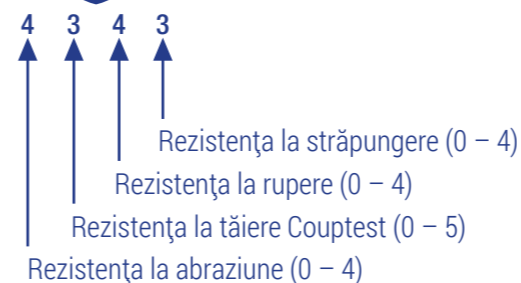 4 3 4 3
Rezistenţa la străpungere (0 – 4)
Rezistenţa la rupere (0 – 4)
Rezistenţa la tăiere Couptest (0 – 5)
Rezistenţa la abraziune (0 – 4)